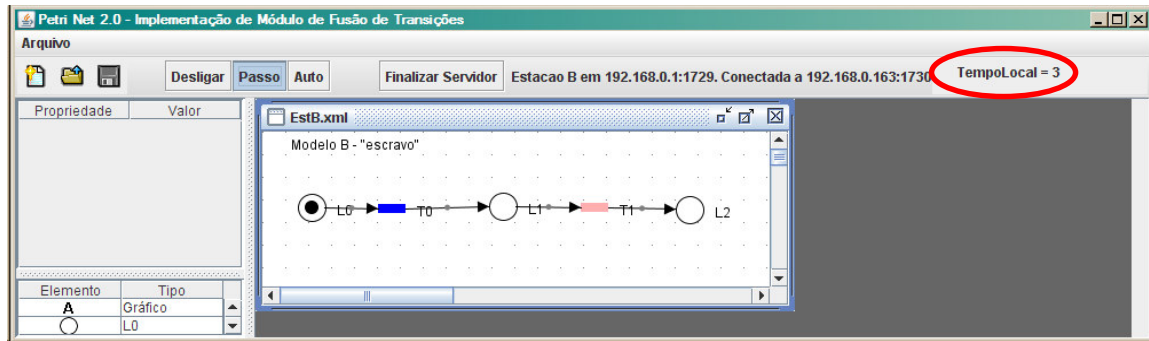 Petri Net 2.0 - Implementação de Módulo de Fusão de Transições
Arquivo
Desligar Passo Auto Finalizar Servidor Estacao B em 192.168.0.1:1729. Conectada a 192.168.0.163:1730 TempoLocal = 3
Propriedade Valor
EstB.xml
Modelo B - "escravo"
L0 T0 L1 T1 L2
Elemento Tipo
A Gráfico
L0